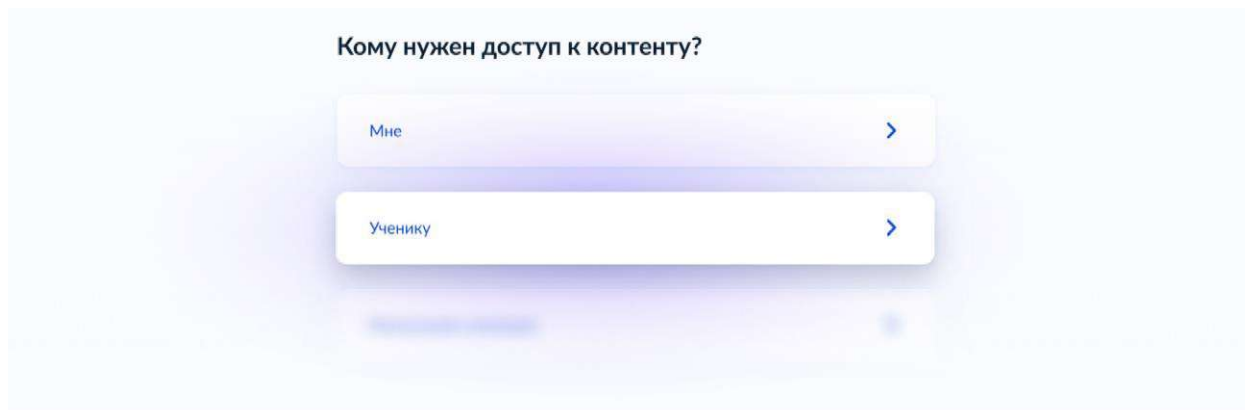 Кому нужен доступ к контенту?
Мне
Ученику